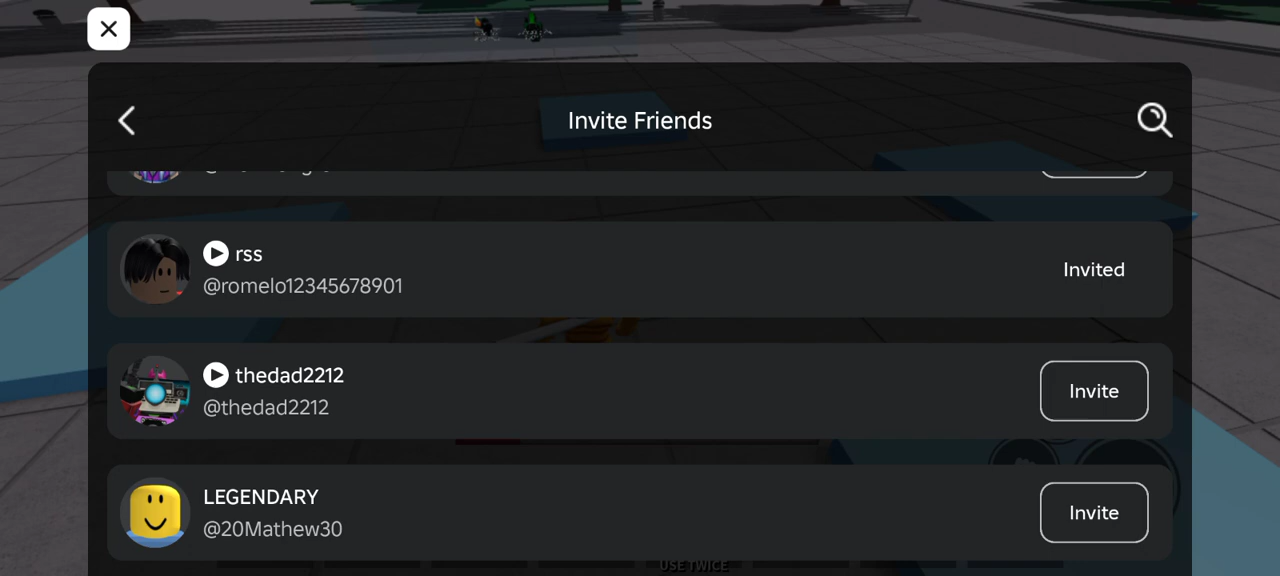 Invite Friends
rss
@romelo12345678901
Invited
thedad2212
@thedad2212
Invite
LEGENDARY
@20Mathew30
Invite
USE TWICE